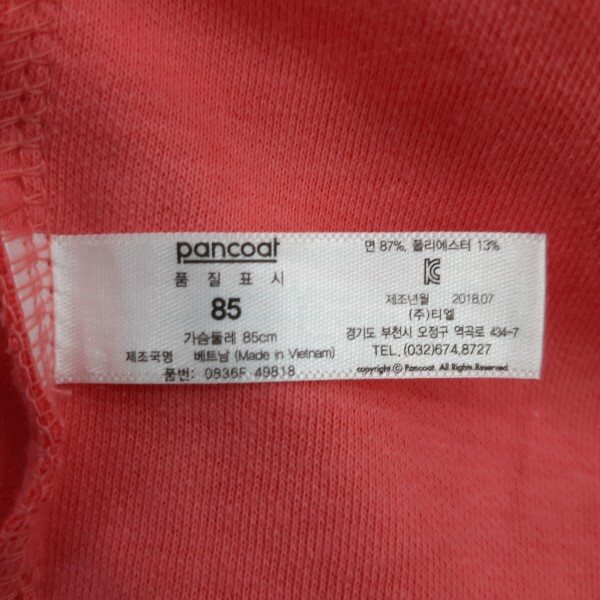 pancoat
품 질 표 시
85
가슴둘레 85cm
제조국명 베트남 (Made in Vietnam)
품번: 0836F 49818
면 87%, 폴리에스터 13%
제조년월 2018.07
(주)티엘
경기도 부천시 오정구 역곡로 434-7
TEL.(032)674.8727
copyright ⓒ Pancoat. All Rights Reserved.